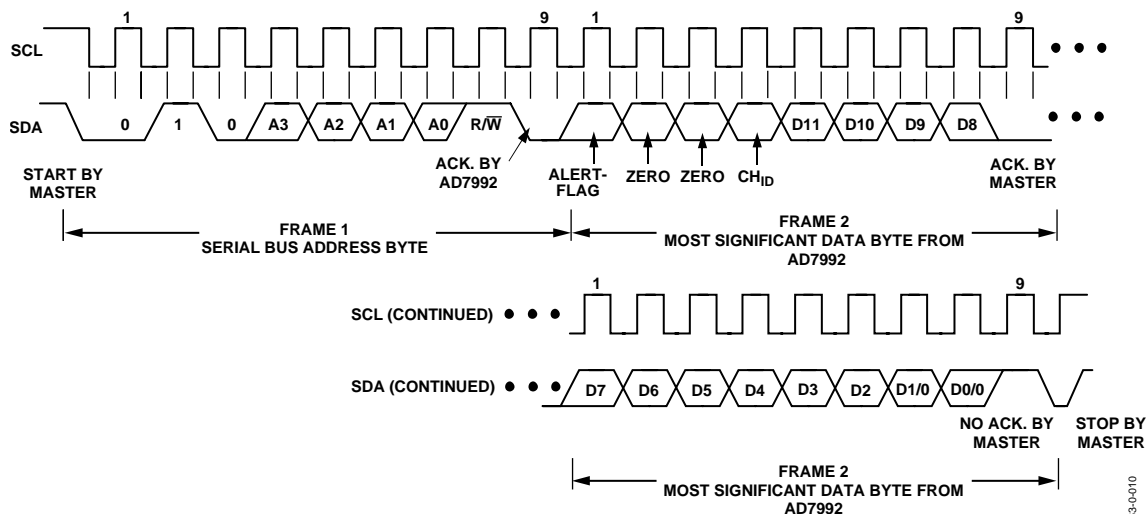 1 9 1 9
SCL
SDA 0 1 0 A3 A2 A1 A0 R/W̅ D11 D10 D9 D8
START BY
MASTER
ACK. BY
AD7992
ALERT-
FLAG
ZERO
ZERO
CH_ID
ACK. BY
MASTER
FRAME 1
SERIAL BUS ADDRESS BYTE
FRAME 2
MOST SIGNIFICANT DATA BYTE FROM
AD7992
1 9
SCL (CONTINUED)
SDA (CONTINUED) D7 D6 D5 D4 D3 D2 D1/0 D0/0
NO ACK. BY
MASTER
STOP BY
MASTER
FRAME 2
MOST SIGNIFICANT DATA BYTE FROM
AD7992
3-0-010